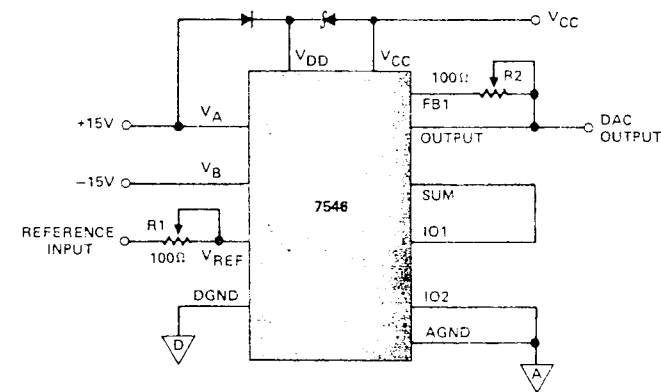 VCC
VDD
VCC
100Ω
R2
FB1
+15V
VA
OUTPUT
DAC
OUTPUT
-15V
VB
7546
SUM
REFERENCE
INPUT
R1
100Ω
VREF
IO1
DGND
IO2
AGND
D
A